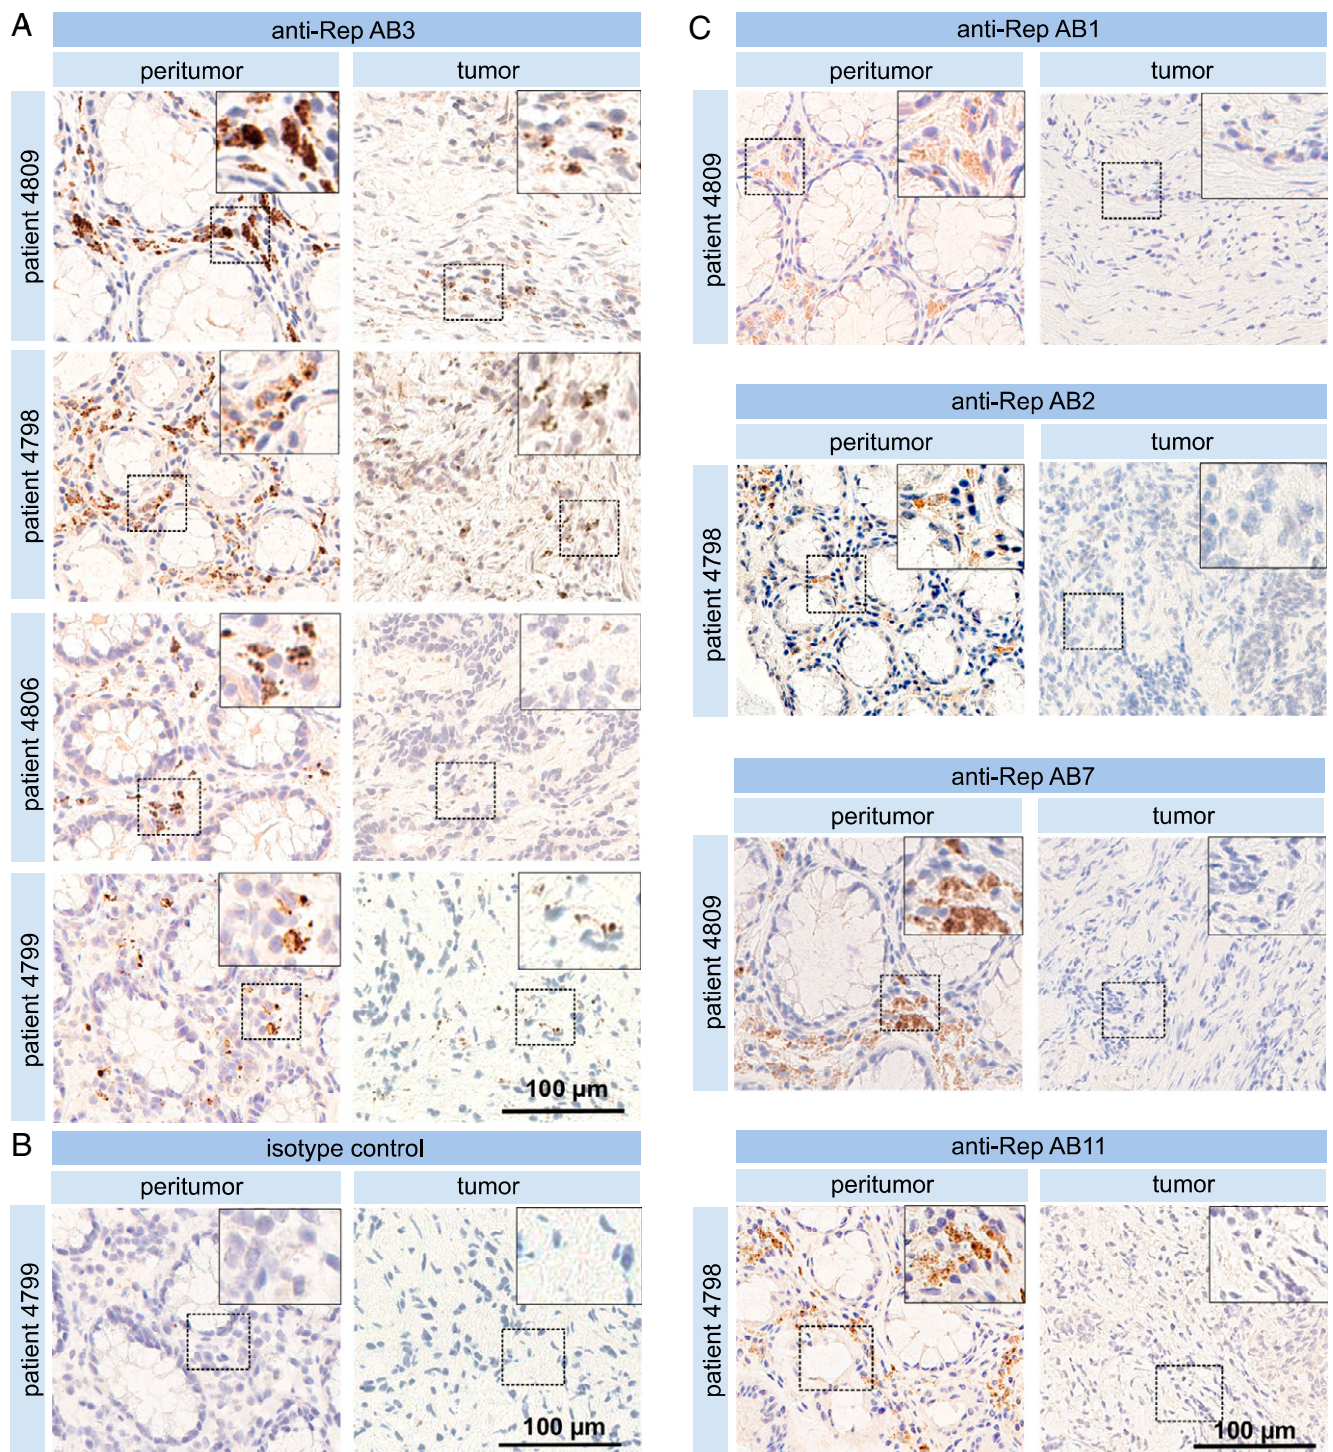 A
anti-Rep AB3
peritumor
tumor
patient 4809
patient 4798
patient 4806
patient 4799
100 µm
B
isotype control
peritumor
tumor
patient 4799
100 µm
C
anti-Rep AB1
peritumor
tumor
patient 4809
anti-Rep AB2
peritumor
tumor
patient 4798
anti-Rep AB7
peritumor
tumor
patient 4809
anti-Rep AB11
peritumor
tumor
patient 4798
100 µm